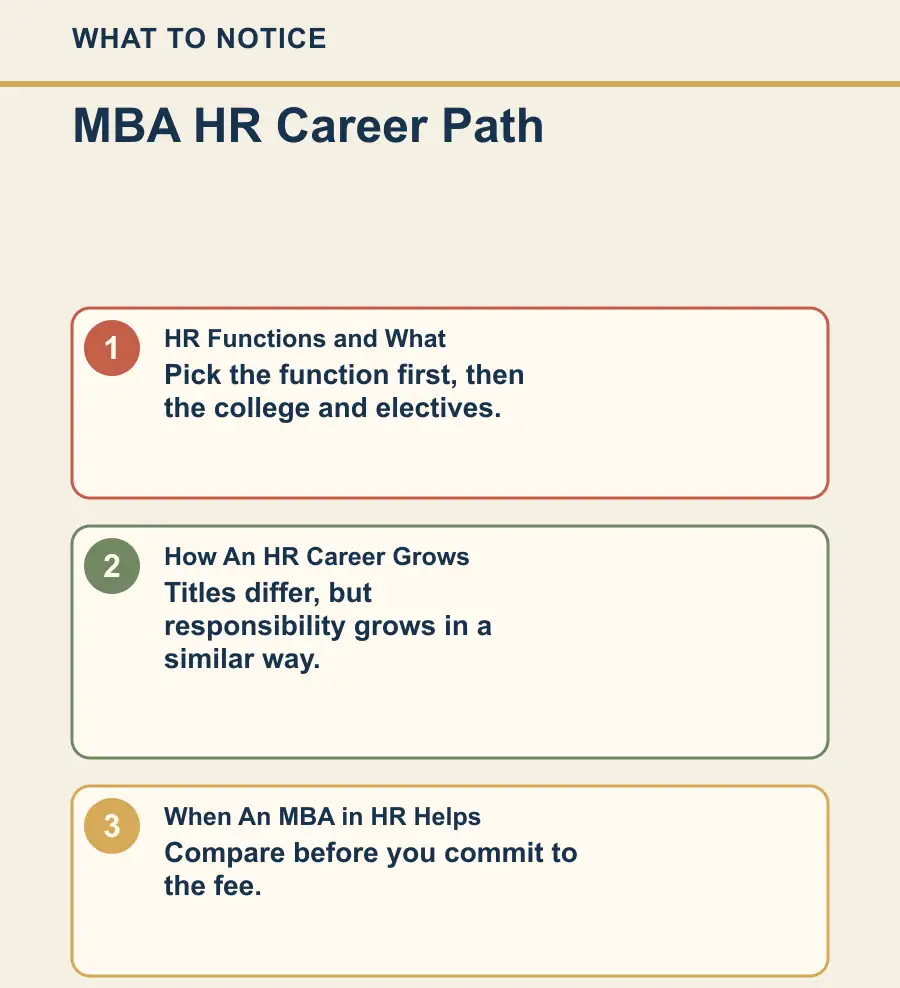 WHAT TO NOTICE
MBA HR Career Path
1
HR Functions and What
Pick the function first, then
the college and electives.
2
How An HR Career Grows
Titles differ, but
responsibility grows in a
similar way.
3
When An MBA in HR Helps
Compare before you commit to
the fee.